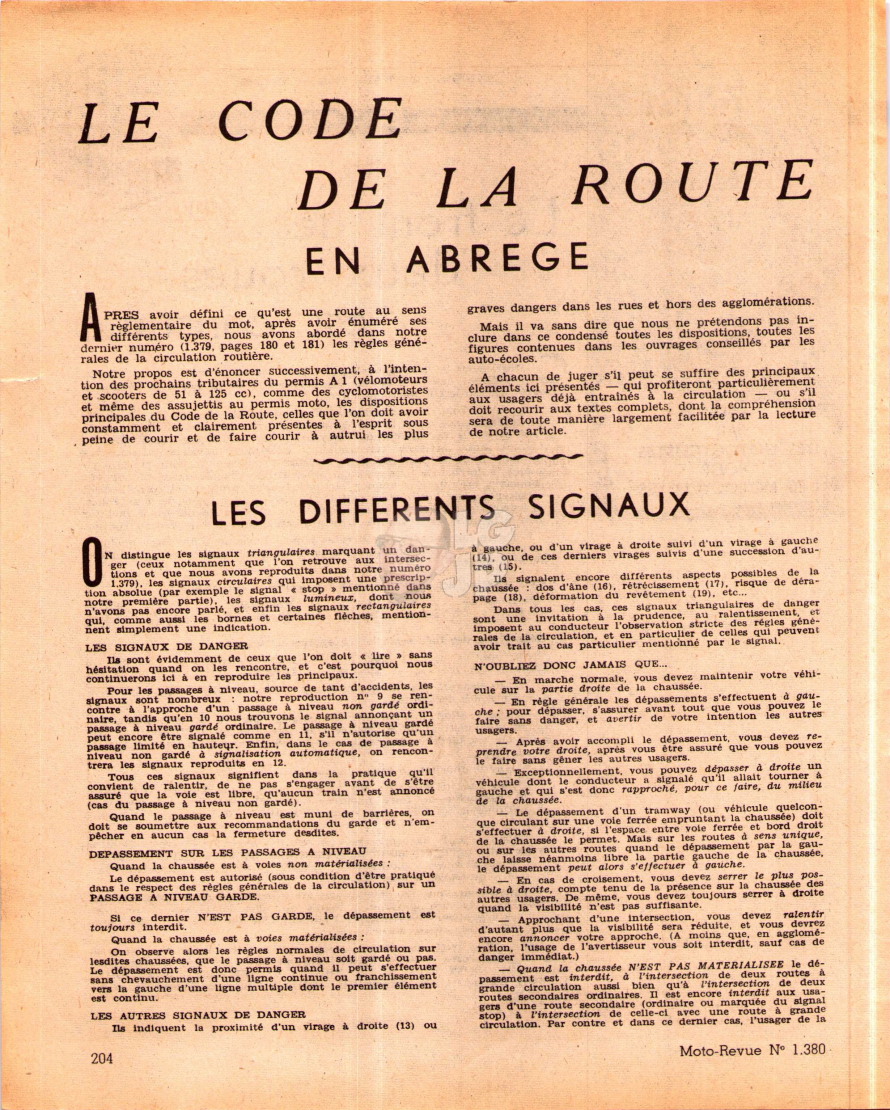 LE CODE
DE LA ROUTE
EN ABREGE
APRES avoir défini ce qu'est une route au sens
règlementaire du mot, après avoir énuméré ses
différents types, nous avons abordé dans notre
dernier numéro (1.379, pages 180 et 181) les règles géné-
rales de la circulation routière.
Notre propos est d'énoncer successivement, à l'inten-
tion des prochains tributaires du permis A 1 (vélomoteurs
et scooters de 51 à 125 cc), comme des cyclomotoristes
et même des assujettis au permis moto, les dispositions
principales du Code de la Route, celles que l'on doit avoir
constamment et clairement présentes à l'esprit sous
peine de courir et de faire courir à autrui les plus
graves dangers dans les rues et hors des agglomérations.
Mais il va sans dire que nous ne prétendons pas in-
clure dans ce condensé toutes les dispositions, toutes les
figures contenues dans les ouvrages conseillés par les
auto-écoles.
A chacun de juger s'il peut se suffire des principaux
éléments ici présentés — qui profiteront particulièrement
aux usagers déjà entraînés à la circulation — ou s'il
doit recourir aux textes complets, dont la compréhension
sera de toute manière largement facilitée par la lecture
de notre article.
LES DIFFERENTS SIGNAUX
ON distingue les signaux triangulaires marquant un dan-
ger (ceux notamment que l'on retrouve aux intersec-
tions et que nous avons reproduits dans notre numéro
1.379), les signaux circulaires qui imposent une prescrip-
tion absolue (par exemple le signal « stop » mentionné dans
notre première partie), les signaux lumineux, dont nous
n'avons pas encore parlé, et enfin les signaux rectangulaires
qui, comme aussi les bornes et certaines flèches, mention-
nent simplement une indication.
LES SIGNAUX DE DANGER
Ils sont évidemment de ceux que l'on doit « lire » sans
hésitation quand on les rencontre, et c'est pourquoi nous
continuerons ici à en reproduire les principaux.
Pour les passages à niveau, source de tant d'accidents, les
signaux sont nombreux : notre reproduction n° 9 se ren-
contre à l'approche d'un passage à niveau non gardé ordi-
naire, tandis qu'en 10 nous trouvons le signal annonçant un
passage à niveau gardé ordinaire. Le passage à niveau gardé
peut encore être signalé comme en 11, s'il n'autorise qu'un
passage limité en hauteur. Enfin, dans le cas de passage à
niveau non gardé à signalisation automatique, on rencon-
trera les signaux reproduits en 12.
Tous ces signaux signifient dans la pratique qu'il
convient de ralentir, de ne pas s'engager avant de s'être
assuré que la voie est libre, qu'aucun train n'est annoncé
(cas du passage à niveau non gardé).
Quand le passage à niveau est muni de barrières, on
doit se soumettre aux recommandations du garde et n'em-
pêcher en aucun cas la fermeture desdites.
DEPASSEMENT SUR LES PASSAGES A NIVEAU
Quand la chaussée est à voies non matérialisées :
Le dépassement est autorisé (sous condition d'être pratiqué
dans le respect des règles générales de la circulation) sur un
PASSAGE A NIVEAU GARDE.
Si ce dernier N'EST PAS GARDE, le dépassement est
toujours interdit.
Quand la chaussée est à voies matérialisées :
On observe alors les règles normales de circulation sur
lesdites chaussées, que le passage à niveau soit gardé ou pas.
Le dépassement est donc permis quand il peut s'effectuer
sans chevauchement d'une ligne continue ou franchissement
vers la gauche d'une ligne multiple dont le premier élément
est continu.
LES AUTRES SIGNAUX DE DANGER
Ils indiquent la proximité d'un virage à droite (13) ou
à gauche, ou d'un virage à droite suivi d'un virage à gauche
(14), ou de ces derniers virages suivis d'une succession d'au-
tres (15).
Ils signalent encore différents aspects possibles de la
chaussée : dos d'âne (16), rétrécissement (17), risque de déra-
page (18), déformation du revêtement (19), etc...
Dans tous les cas, ces signaux triangulaires de danger
sont une invitation à la prudence, au ralentissement, et
imposent au conducteur l'observation stricte des règles géné-
rales de la circulation, et en particulier de celles qui peuvent
avoir trait au cas particulier mentionné par le signal.
N'OUBLIEZ DONC JAMAIS QUE...
— En marche normale, vous devez maintenir votre véhi-
cule sur la partie droite de la chaussée.
— En règle générale les dépassements s'effectuent à gau-
che ; pour dépasser, s'assurer avant tout que vous pouvez le
faire sans danger, et avertir de votre intention les autres
usagers.
— Après avoir accompli le dépassement, vous devez re-
prendre votre droite, après vous être assuré que vous pouvez
le faire sans gêner les autres usagers.
— Exceptionnellement, vous pouvez dépasser à droite un
véhicule dont le conducteur a signalé qu'il allait tourner à
gauche et qui s'est donc rapproché, pour ce faire, du milieu
de la chaussée.
— Le dépassement d'un tramway (ou véhicule quelcon-
que circulant sur une voie ferrée empruntant la chaussée) doit
s'effectuer à droite, si l'espace entre voie ferrée et bord droit
de la chaussée le permet. Mais sur les routes à sens unique,
ou sur les autres routes quand le dépassement par la gau-
che laisse néanmoins libre la partie gauche de la chaussée,
le dépassement peut alors s'effectuer à gauche.
— En cas de croisement, vous devez serrer le plus pos-
sible à droite, compte tenu de la présence sur la chaussée des
autres usagers. De même, vous devez toujours serrer à droite
quand la visibilité n'est pas suffisante.
— Approchant d'une intersection, vous devez ralentir
d'autant plus que la visibilité sera réduite, et vous devrez
encore annoncer votre approche. (A moins que, en agglomé-
ration, l'usage de l'avertisseur vous soit interdit, sauf cas de
danger immédiat.)
— Quand la chaussée N'EST PAS MATERIALISEE le dé-
passement est interdit, à l'intersection de deux routes à
grande circulation aussi bien qu'à l'intersection de deux
routes secondaires ordinaires. Il est encore interdit aux usa-
gers d'une route secondaire (ordinaire ou marquée du signal
stop) à l'intersection de celle-ci avec une route à grande
circulation. Par contre et dans ce dernier cas, l'usager de la
204
Moto-Revue N° 1.380